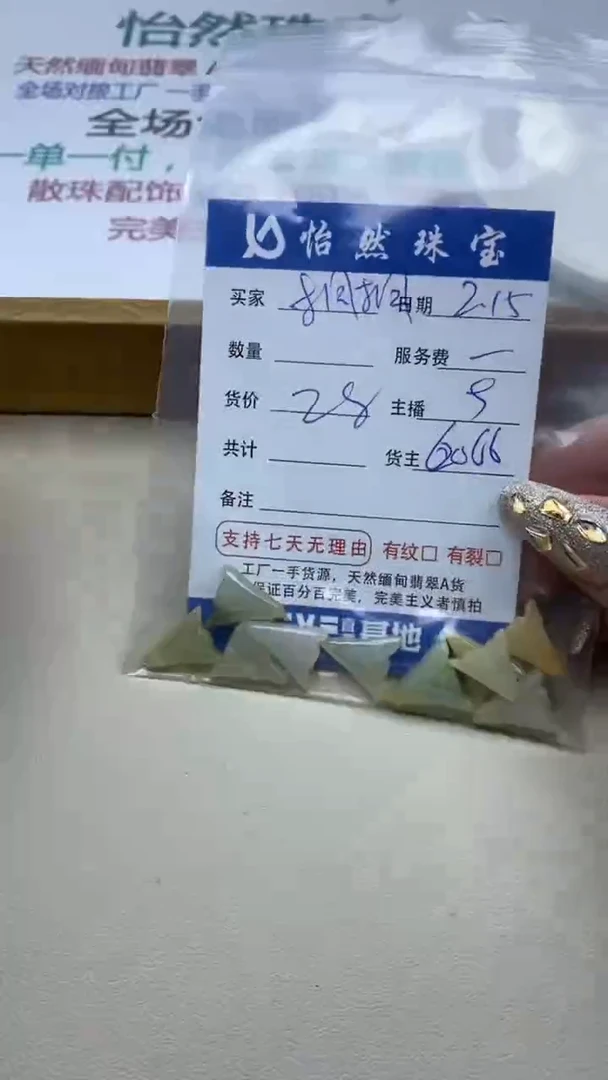 怡然珠
天然缅甸翡翠
全场对接工厂 一手
全场
一单一付，
散珠配饰
完美
怡然珠宝
买家 日期 2.15
数量 服务费 一
货价 28 主播 9
共计 货主 6066
备注
支持七天无理由 有纹□ 有裂□
工厂一手货源，天然缅甸翡翠A货
保证百分百完美，完美主义者慎拍
基地